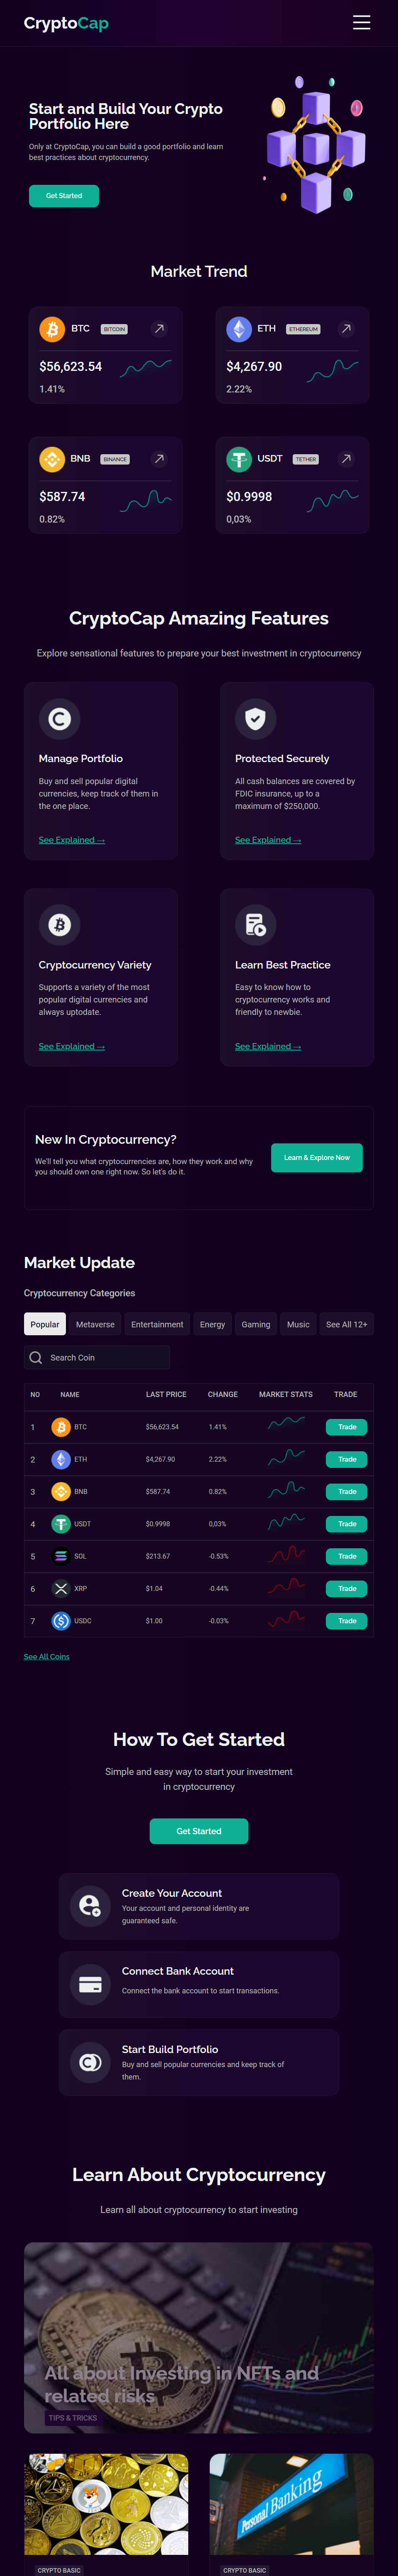 CryptoCap
Start and Build Your Crypto
Portfolio Here
Only at CryptoCap, you can build a good portfolio and learn
best practices about cryptocurrency.
Get Started
Market Trend
BTC BITCOIN
$56,623.54
1.41%
ETH ETHEREUM
$4,267.90
2.22%
BNB BINANCE
$587.74
0.82%
USDT TETHER
$0.9998
0,03%
CryptoCap Amazing Features
Explore sensational features to prepare your best investment in cryptocurrency
Manage Portfolio
Buy and sell popular digital
currencies, keep track of them in
the one place.
See Explained →
Protected Securely
All cash balances are covered by
FDIC insurance, up to a
maximum of $250,000.
See Explained →
Cryptocurrency Variety
Supports a variety of the most
popular digital currencies and
always uptodate.
See Explained →
Learn Best Practice
Easy to know how to
cryptocurrency works and
friendly to newbie.
See Explained →
New In Cryptocurrency?
We'll tell you what cryptocurrencies are, how they work and why
you should own one right now. So let's do it.
Learn & Explore Now
Market Update
Cryptocurrency Categories
Popular Metaverse Entertainment Energy Gaming Music See All 12+
Search Coin
NO NAME LAST PRICE CHANGE MARKET STATS TRADE
1 BTC $56,623.54 1.41% Trade
2 ETH $4,267.90 2.22% Trade
3 BNB $587.74 0.82% Trade
4 USDT $0.9998 0,03% Trade
5 SOL $213.67 -0.53% Trade
6 XRP $1.04 -0.44% Trade
7 USDC $1.00 -0.03% Trade
See All Coins
How To Get Started
Simple and easy way to start your investment
in cryptocurrency
Get Started
Create Your Account
Your account and personal identity are
guaranteed safe.
Connect Bank Account
Connect the bank account to start transactions.
Start Build Portfolio
Buy and sell popular currencies and keep track of
them.
Learn About Cryptocurrency
Learn all about cryptocurrency to start investing
All about Investing in NFTs and
related risks
TIPS & TRICKS
Personal Banking
CRYPTO BASIC
CRYPTO BASIC